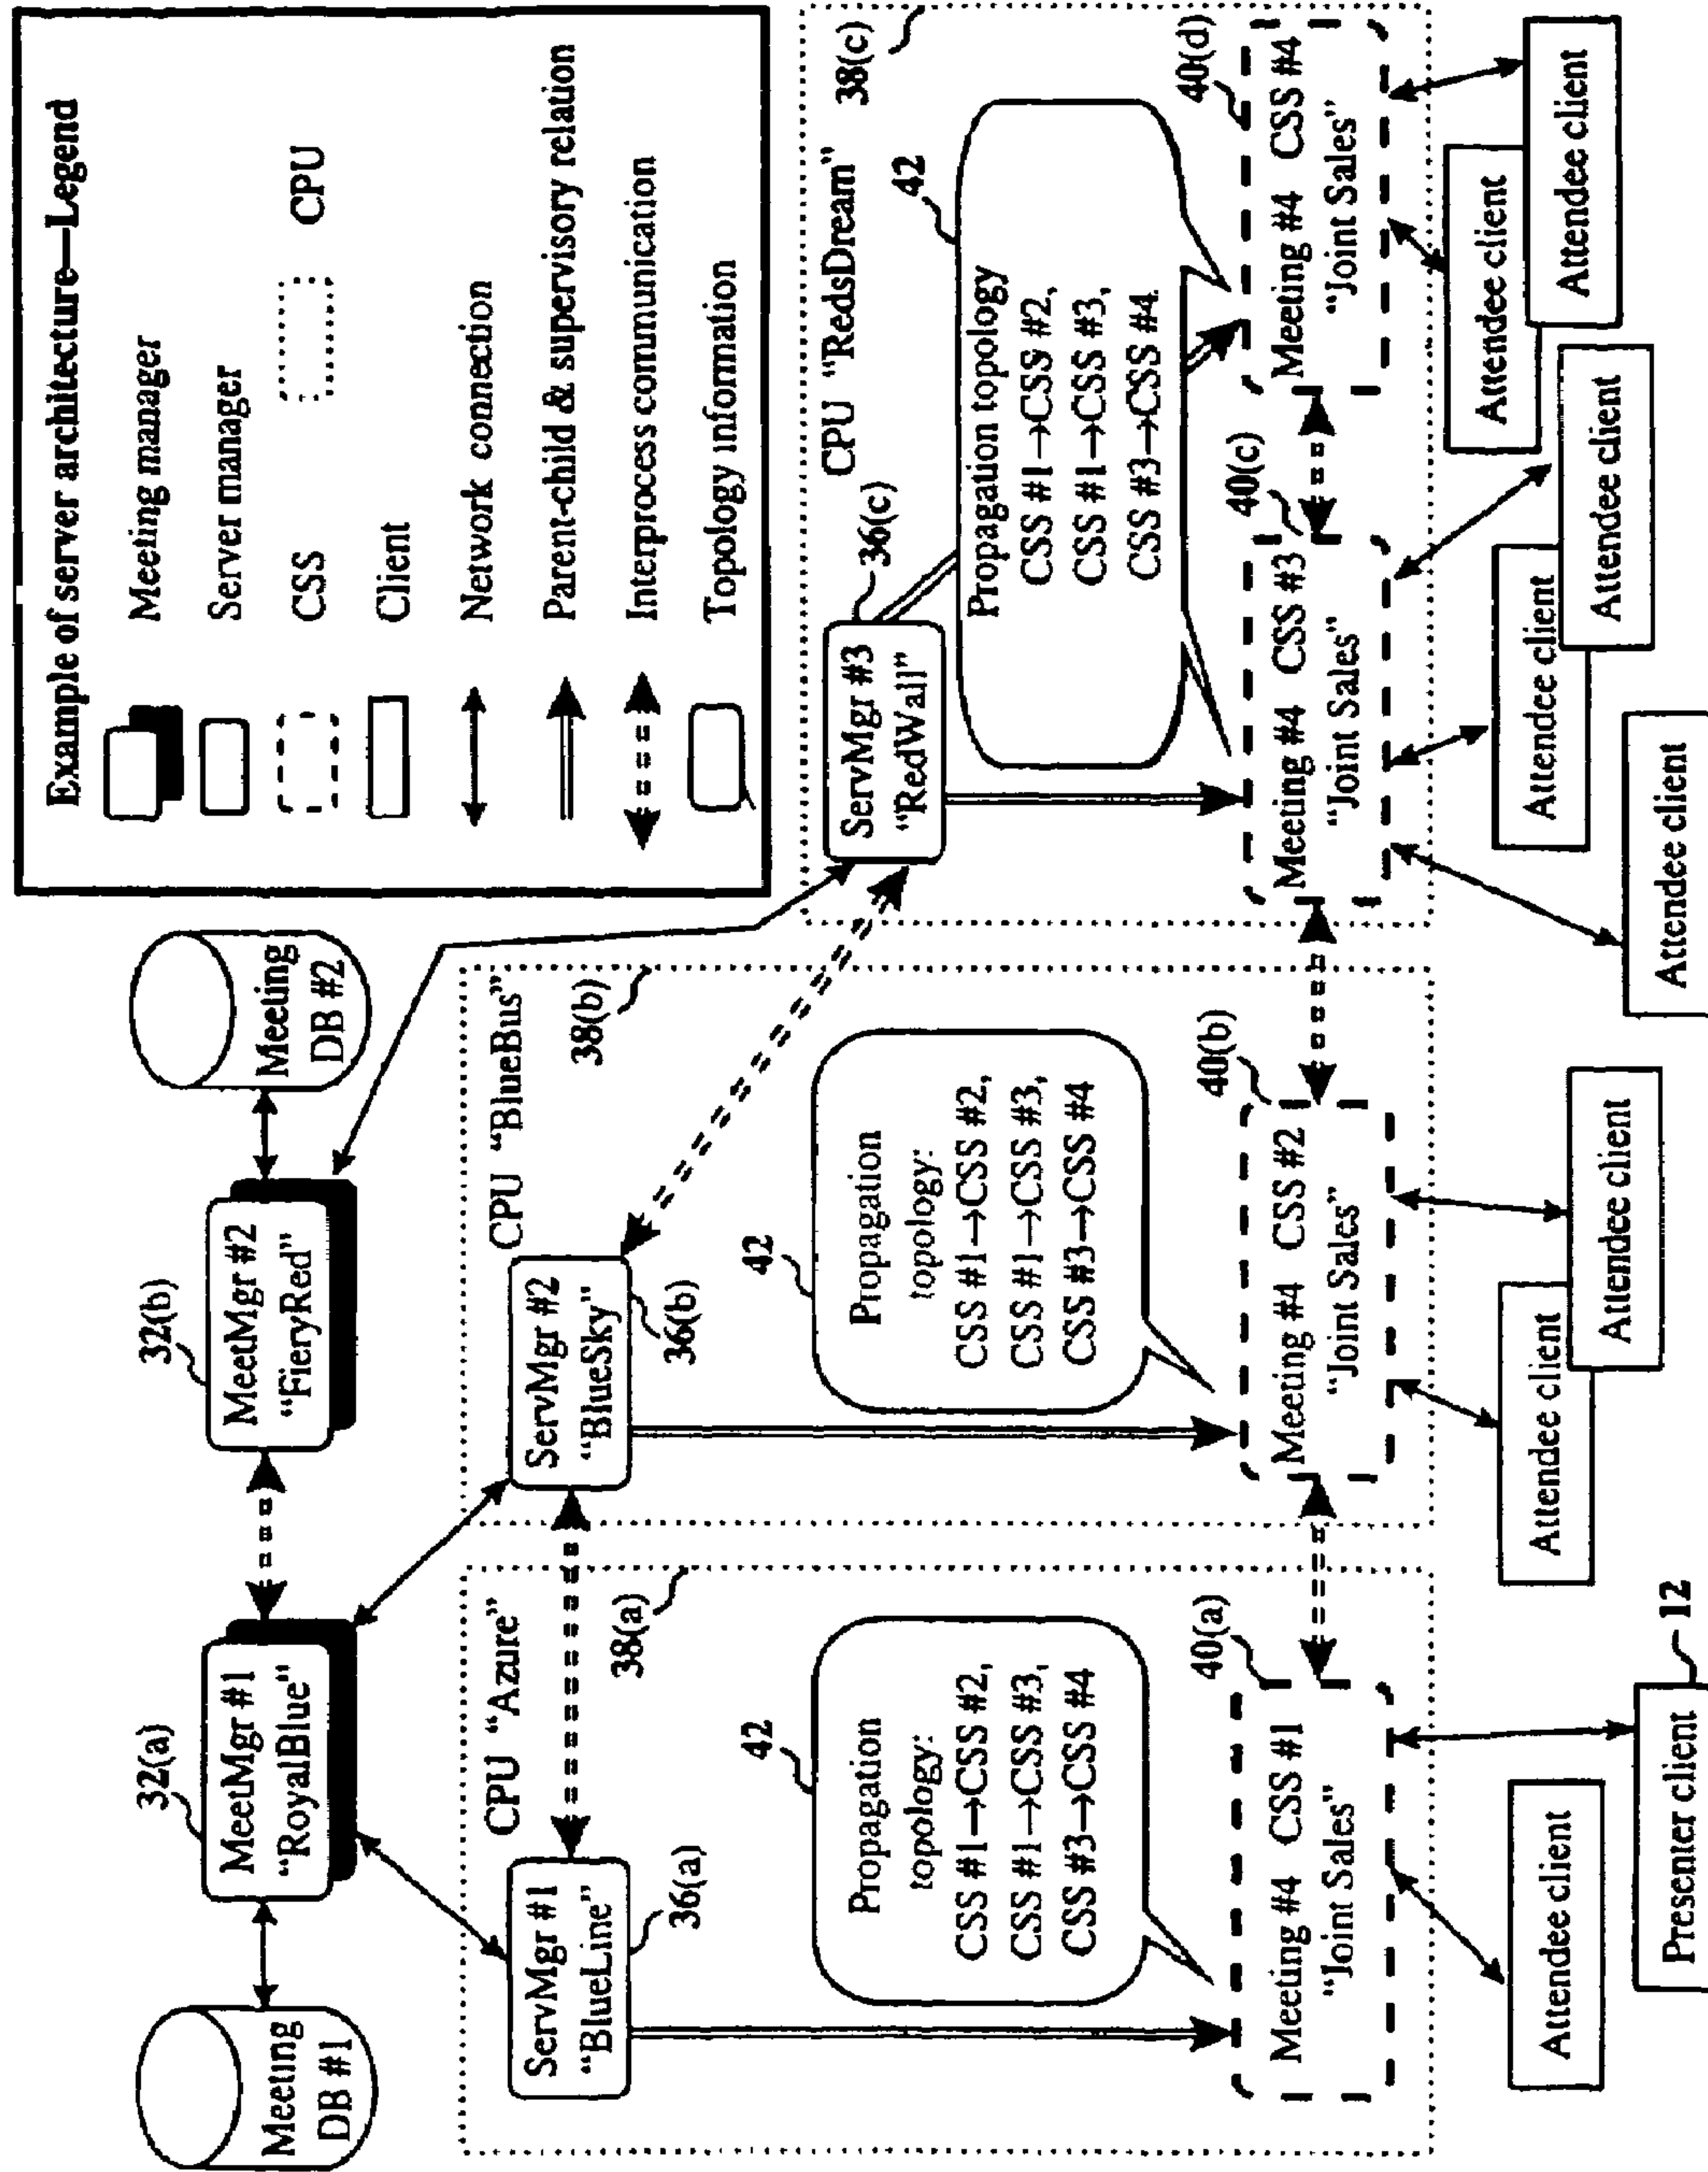 Example of server architecture—Legend
Meeting manager
Server manager
CSS
CPU
Client
Network connection
Parent-child & supervisory relation
Interprocess communication
Topology information
Meeting
DB #1
32(a)
MeetMgr #1
“RoyalBlue”
32(b)
MeetMgr #2
“FieryRed”
Meeting
DB #2
CPU “Azure”
ServMgr #1
“BlueLine”
36(a)
38(a)
42
Propagation
topology:
CSS #1→CSS #2,
CSS #1→CSS #3,
CSS #3→CSS #4
40(a)
Meeting #4 CSS #1
“Joint Sales”
Attendee client
Presenter client
12
CPU “BlueBus”
ServMgr #2
“BlueSky”
36(b)
38(b)
42
Propagation
topology:
CSS #1→CSS #2,
CSS #1→CSS #3,
CSS #3→CSS #4
40(b)
Meeting #4 CSS #2
“Joint Sales”
Attendee client
Attendee client
CPU “RedsDream”
38(c)
ServMgr #3
“RedWall”
36(c)
42
Propagation topology
CSS #1→CSS #2,
CSS #1→CSS #3,
CSS #3→CSS #4
40(c)
Meeting #4 CSS #3
“Joint Sales”
40(d)
Meeting #4 CSS #4
“Joint Sales”
Attendee client
Attendee client
Attendee client
Attendee client
Attendee client